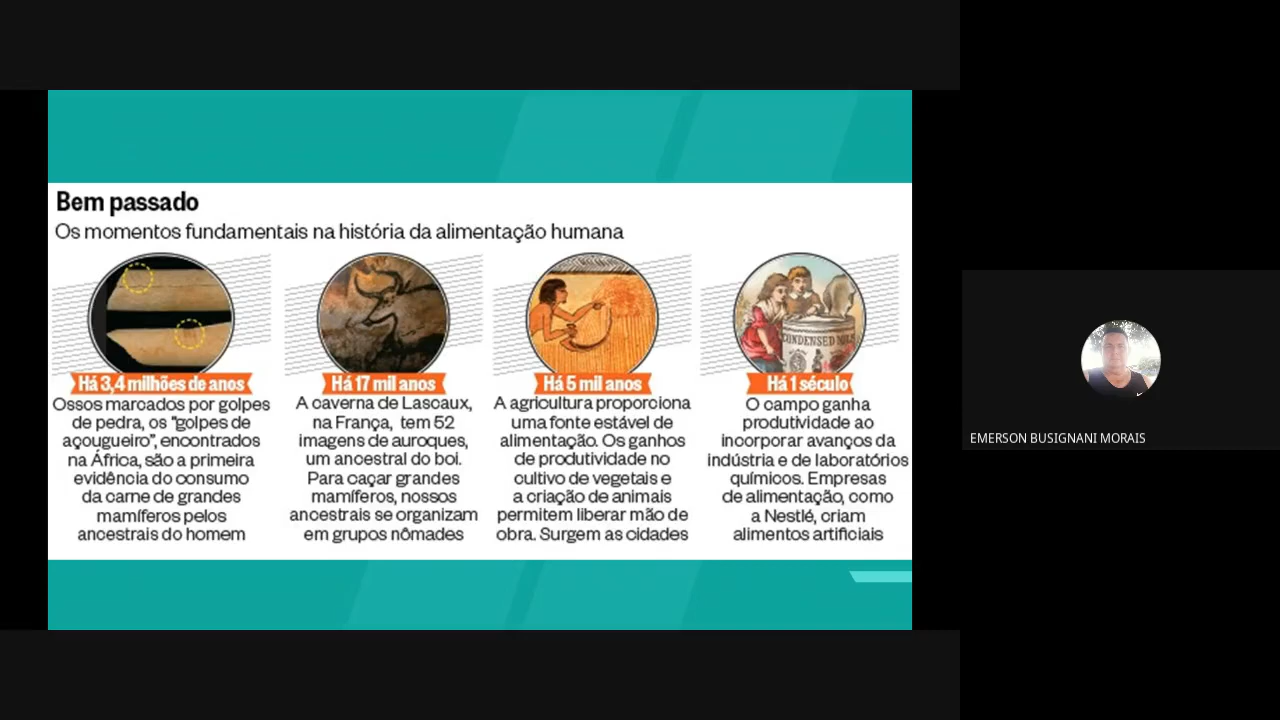 Bem passado
Os momentos fundamentais na história da alimentação humana
Há 3,4 milhões de anos
Ossos marcados por golpes
de pedra, os "golpes de
açougueiro", encontrados
na África, são a primeira
evidência do consumo
da carne de grandes
mamíferos pelos
ancestrais do homem
Há 17 mil anos
A caverna de Lascaux,
na França, tem 52
imagens de auroques,
um ancestral do boi.
Para caçar grandes
mamíferos, nossos
ancestrais se organizam
em grupos nômades
Há 5 mil anos
A agricultura proporciona
uma fonte estável de
alimentação. Os ganhos
de produtividade no
cultivo de vegetais e
a criação de animais
permitem liberar mão de
obra. Surgem as cidades
CONDENSED MILK
Há 1 século
O campo ganha
produtividade ao
incorporar avanços da
indústria e de laboratórios
químicos. Empresas
de alimentação, como
a Nestlé, criam
alimentos artificiais
EMERSON BUSIGNANI MORAIS